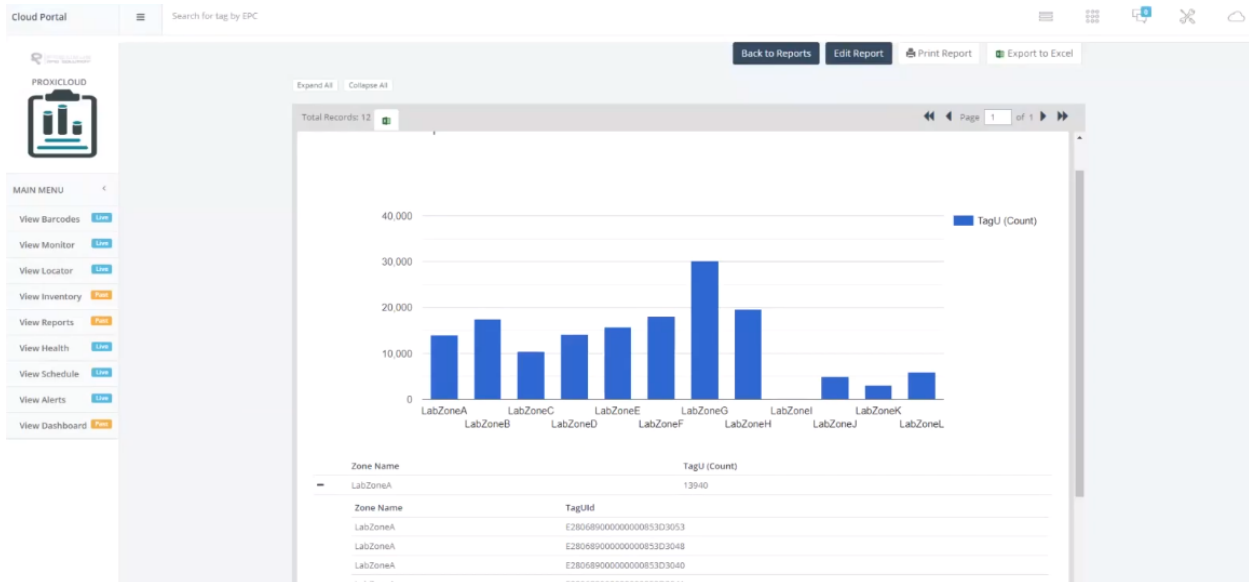 Cloud Portal
Search for tag by EPC
0
Back to Reports
Edit Report
Print Report
Export to Excel
PROXICLOUD
Expand All
Collapse All
Total Records: 12
Page 1 of 1
MAIN MENU
View Barcodes Live
View Monitor Live
View Locator Live
View Inventory Past
View Reports Past
View Health Live
View Schedule Live
View Alerts Live
View Dashboard Past
40,000
30,000
20,000
10,000
0
TagU (Count)
LabZoneA
LabZoneB
LabZoneC
LabZoneD
LabZoneE
LabZoneF
LabZoneG
LabZoneH
LabZoneI
LabZoneJ
LabZoneK
LabZoneL
Zone Name TagU (Count)
LabZoneA 13940
Zone Name TagUId
LabZoneA E280689000000000853D3053
LabZoneA E280689000000000853D3048
LabZoneA E280689000000000853D3040